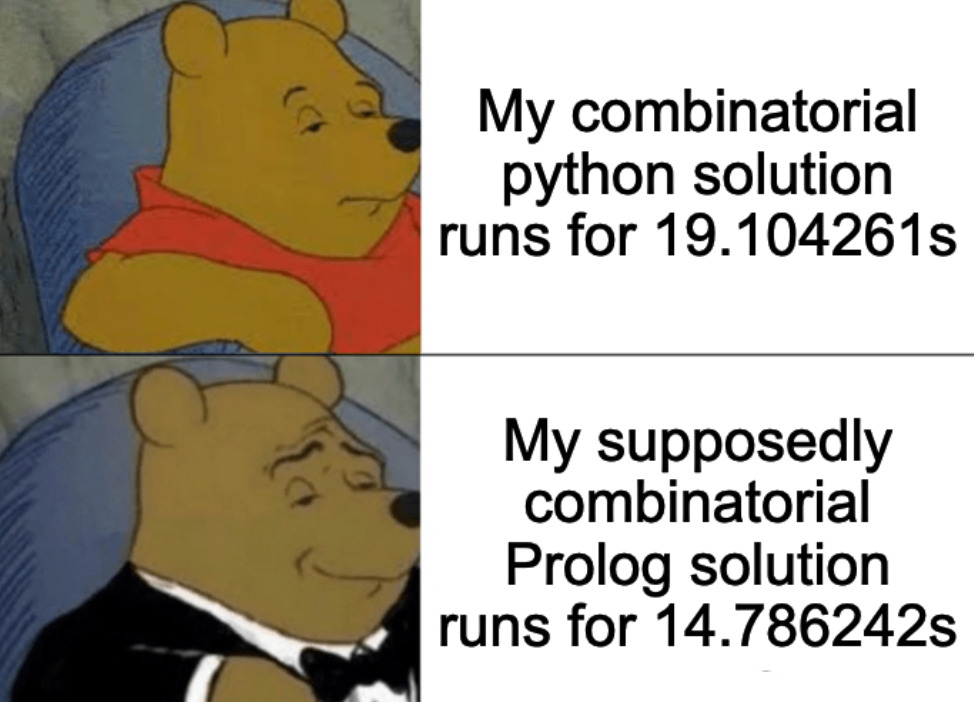 My combinatorial
python solution
runs for 19.104261s
My supposedly
combinatorial
Prolog solution
runs for 14.786242s